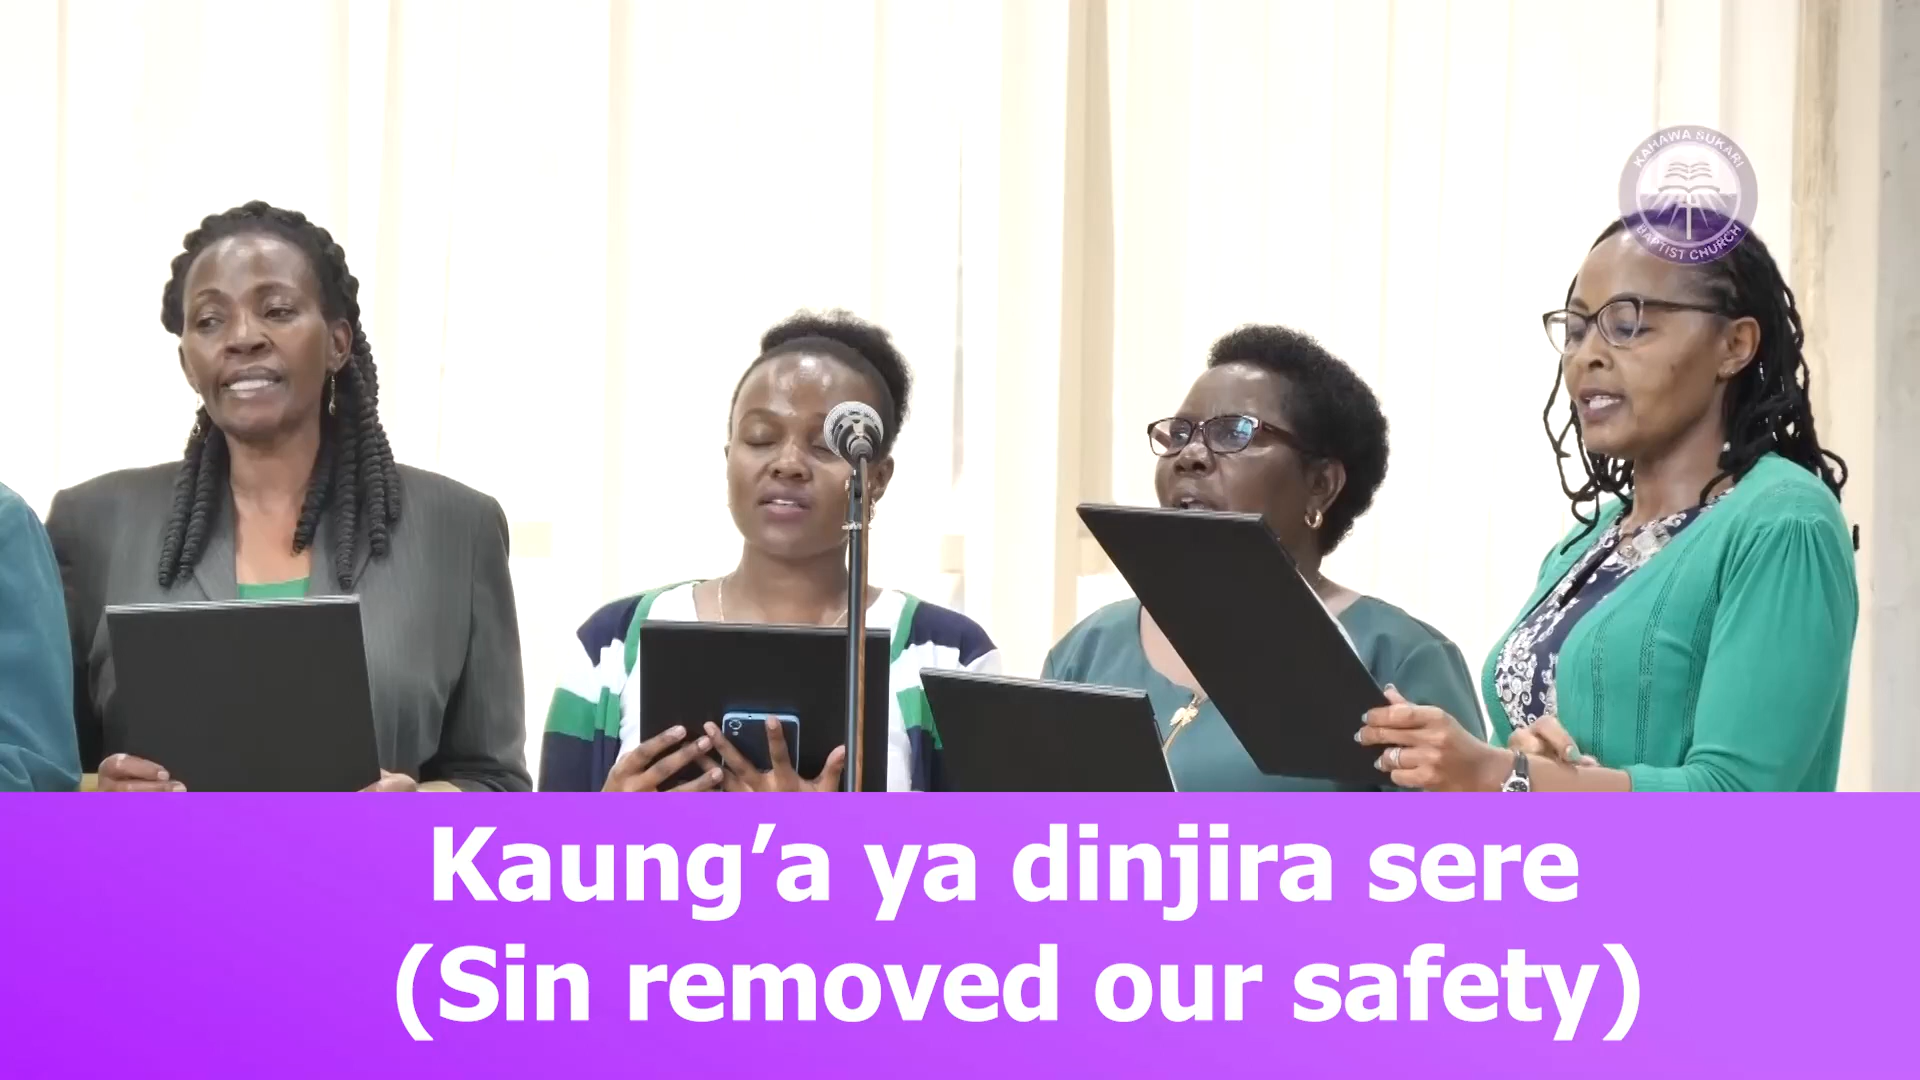 KAHAWA SUKARI
BAPTIST CHURCH
Kaung’a ya dinjira sere
(Sin removed our safety)